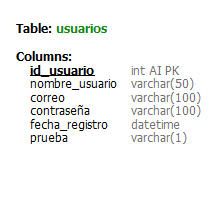 Table: usuarios
Columns:
id_usuario int AI PK
nombre_usuario varchar(50)
correo varchar(100)
contraseña varchar(100)
fecha_registro datetime
prueba varchar(1)